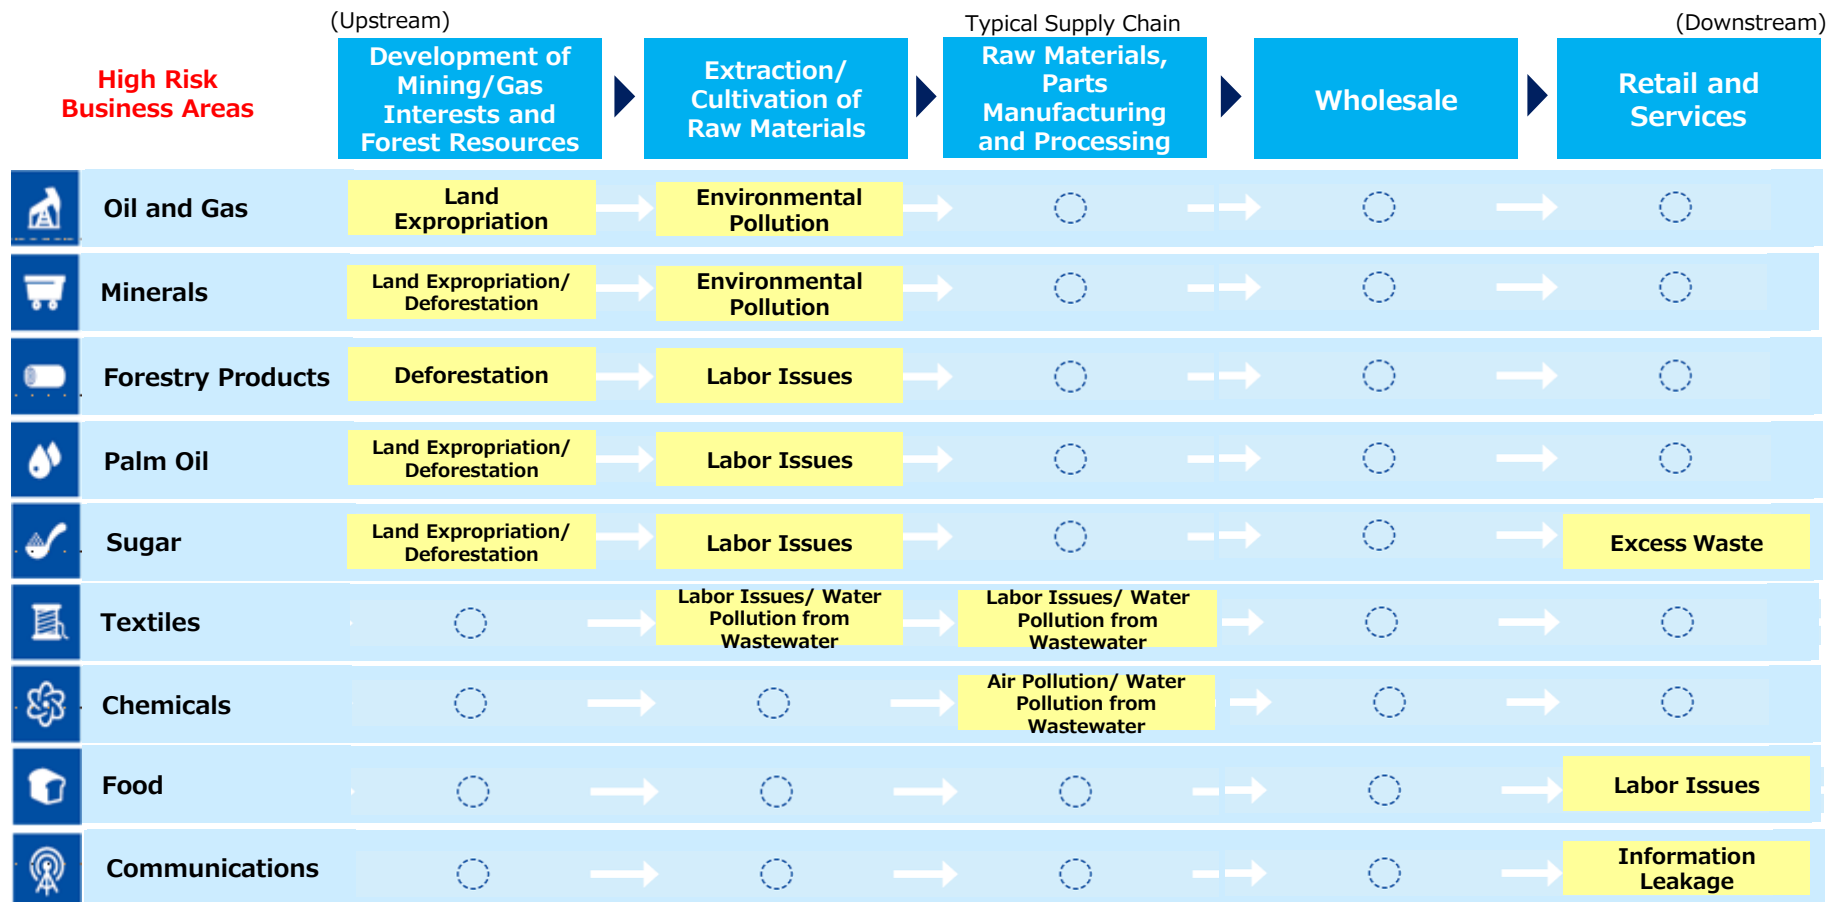 (Upstream)
Typical Supply Chain
(Downstream)
High Risk
Business Areas
Development of
Mining/Gas
Interests and
Forest Resources
Extraction/
Cultivation of
Raw Materials
Raw Materials,
Parts
Manufacturing
and Processing
Wholesale
Retail and
Services
Oil and Gas
Land
Expropriation
Environmental
Pollution
Minerals
Land Expropriation/
Deforestation
Environmental
Pollution
Forestry Products
Deforestation
Labor Issues
Palm Oil
Land Expropriation/
Deforestation
Labor Issues
Sugar
Land Expropriation/
Deforestation
Labor Issues
Excess Waste
Textiles
Labor Issues/ Water
Pollution from
Wastewater
Labor Issues/ Water
Pollution from
Wastewater
Chemicals
Air Pollution/ Water
Pollution from
Wastewater
Food
Labor Issues
Communications
Information
Leakage